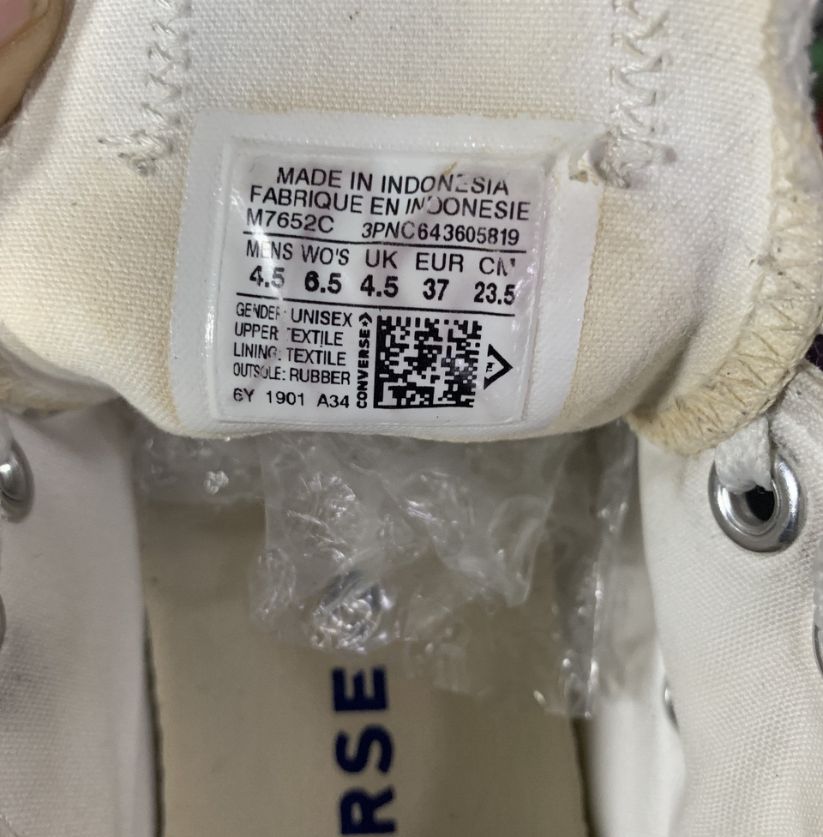 MADE IN INDONESIA
FABRIQUE EN INDONESIE
M7652C 3PNC643605819
MENS WO'S UK EUR CM
4.5 6.5 4.5 37 23.5
GENDER: UNISEX
UPPER: TEXTILE
LINING: TEXTILE
OUTSOLE: RUBBER
6Y 1901 A34
CONVERSE
RSE